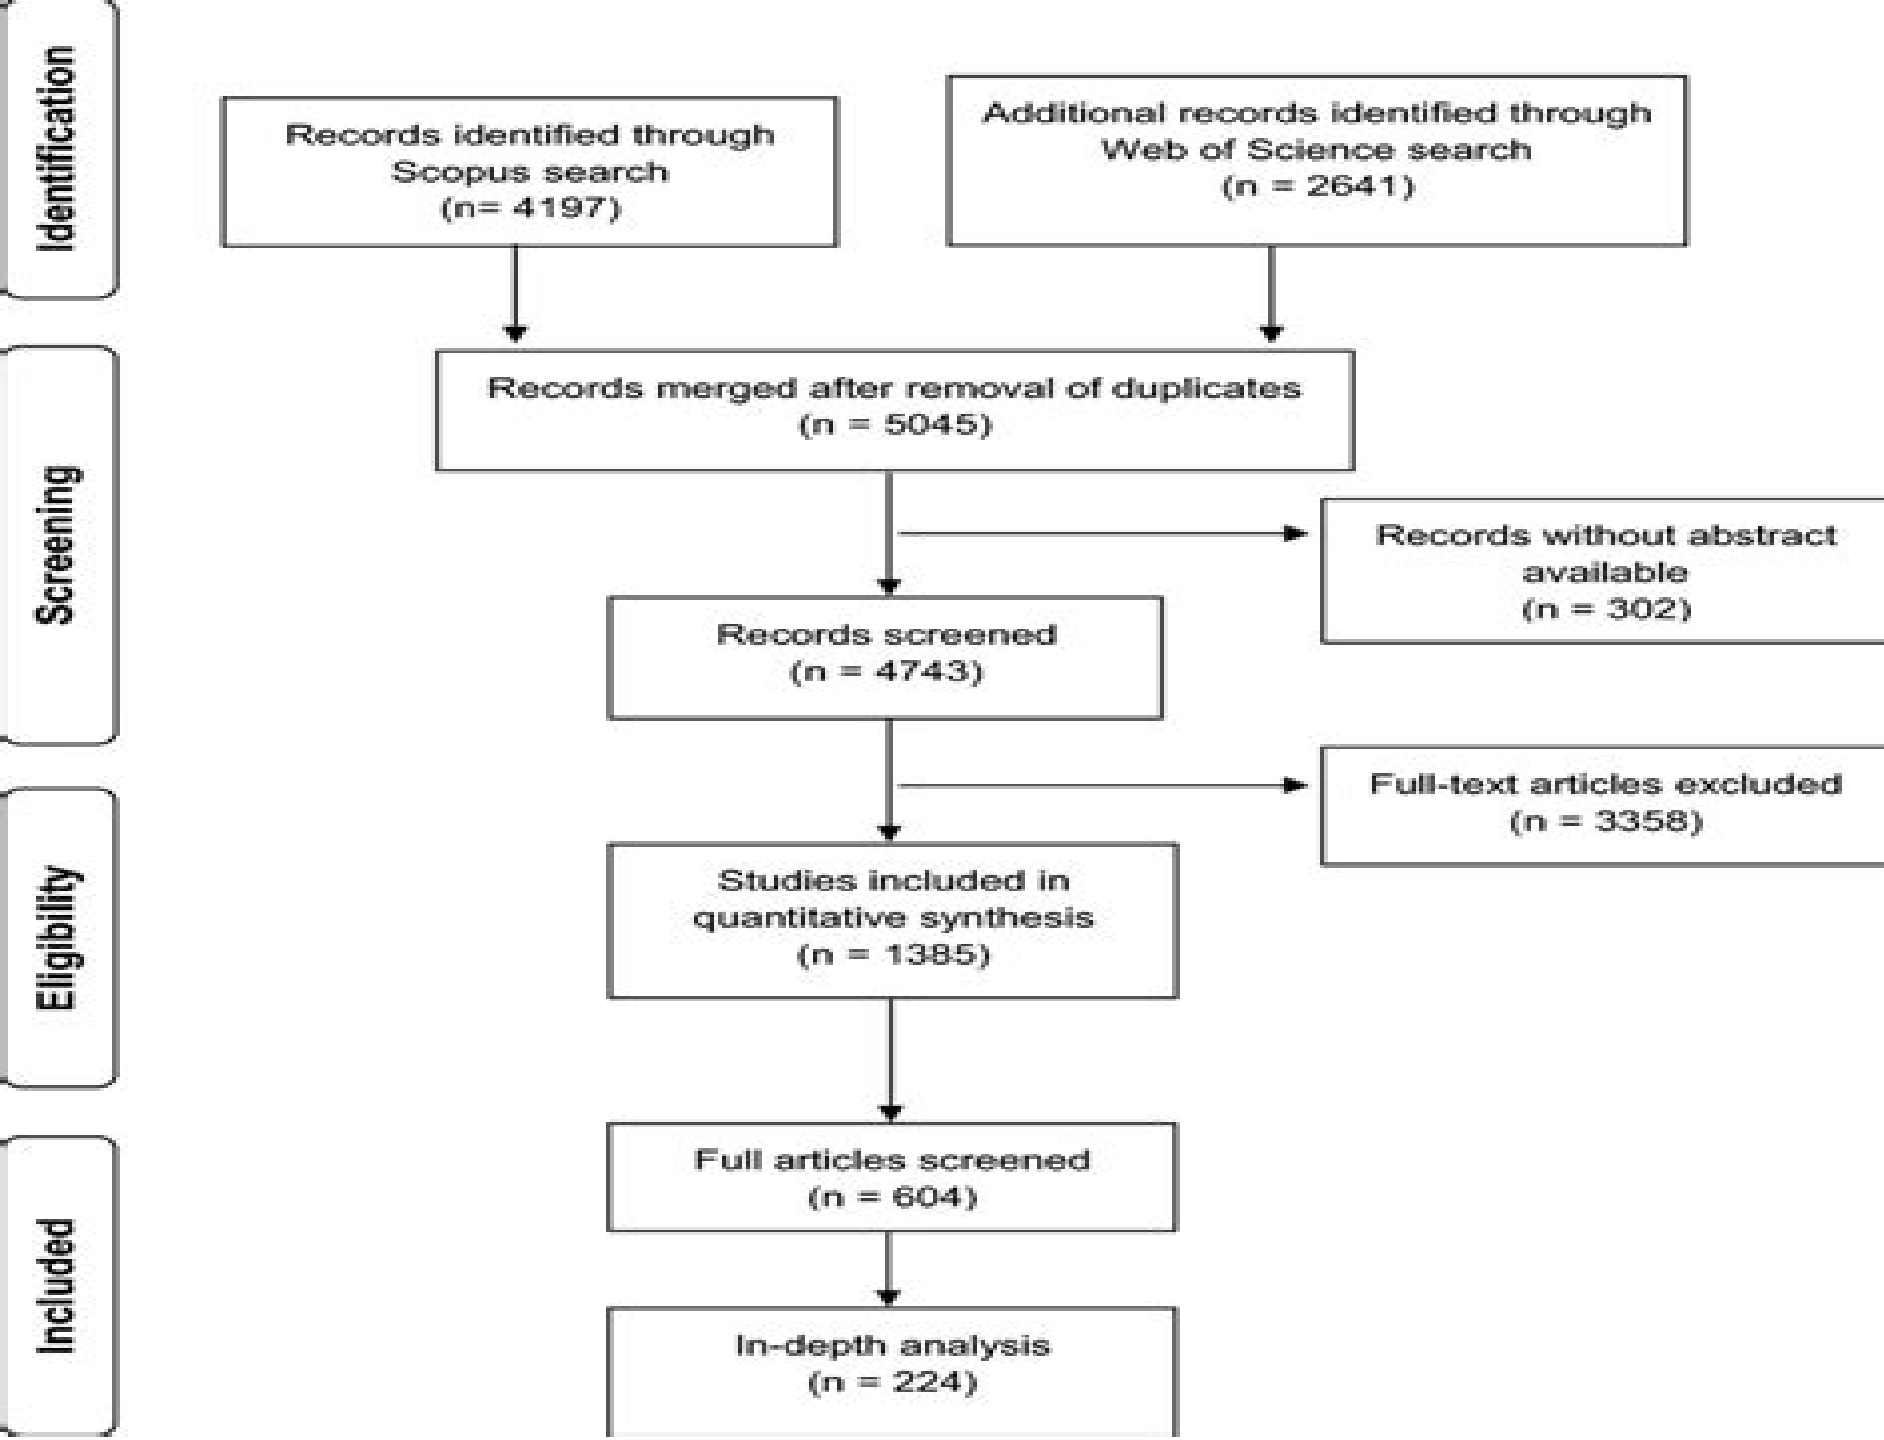 Identification
Records identified through
Scopus search
(n= 4197)
Additional records identified through
Web of Science search
(n = 2641)
Screening
Records merged after removal of duplicates
(n = 5045)
Records without abstract
available
(n = 302)
Records screened
(n = 4743)
Full-text articles excluded
(n = 3358)
Eligibility
Studies included in
quantitative synthesis
(n = 1385)
Included
Full articles screened
(n = 604)
In-depth analysis
(n = 224)